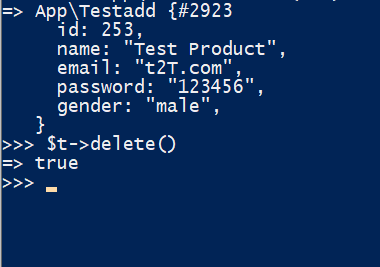 => App\Testadd {#2923
id: 253,
name: "Test Product",
email: "t2T.com",
password: "123456",
gender: "male",
}
>>> $t->delete()
=> true
>>>